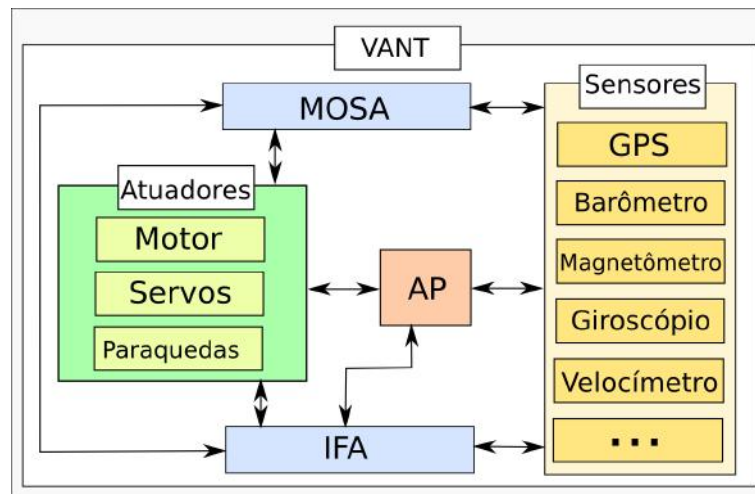 VANT
MOSA
Sensores
GPS
Barômetro
Magnetômetro
Giroscópio
Velocímetro
...
Atuadores
Motor
Servos
Paraquedas
AP
IFA